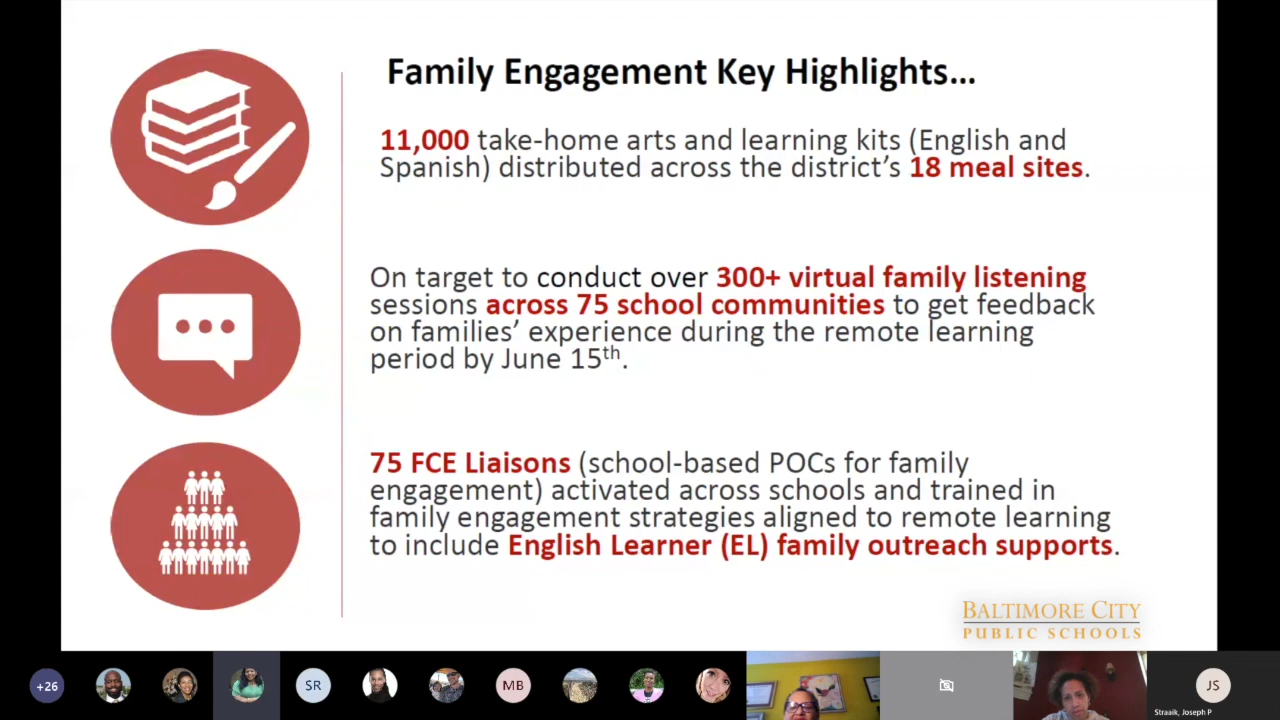 Family Engagement Key Highlights...
11,000 take-home arts and learning kits (English and
Spanish) distributed across the district's 18 meal sites.
On target to conduct over 300+ virtual family listening
sessions across 75 school communities to get feedback
on families' experience during the remote learning
period by June 15th.
75 FCE Liaisons (school-based POCs for family
engagement) activated across schools and trained in
family engagement strategies aligned to remote learning
to include English Learner (EL) family outreach supports.
BALTIMORE CITY
PUBLIC SCHOOLS
+26
SR
MB
JS
Straaik, Joseph P